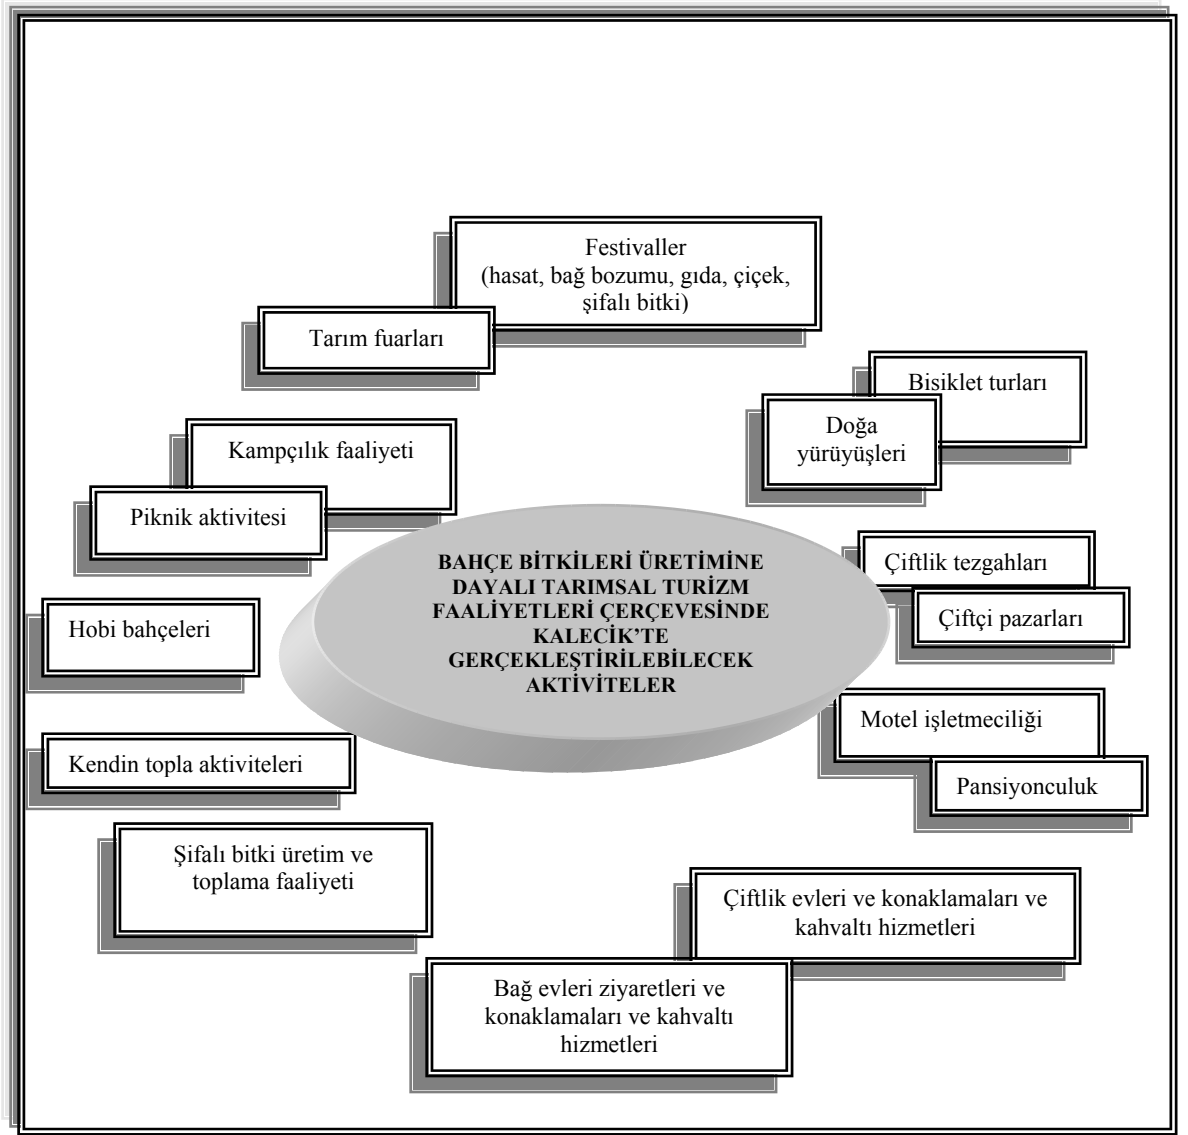 Festivaller
(hasat, bağ bozumu, gıda, çiçek,
şifalı bitki)
Tarım fuarları
Bisiklet turları
Doğa
yürüyüşleri
Kampçılık faaliyeti
Piknik aktivitesi
BAHÇE BİTKİLERİ ÜRETİMİNE
DAYALI TARIMSAL TURİZM
FAALİYETLERİ ÇERÇEVESİNDE
KALECİK’TE
GERÇEKLEŞTİRİLEBİLECEK
AKTİVİTELER
Çiftlik tezgahları
Çiftçi pazarları
Hobi bahçeleri
Motel işletmeciliği
Pansiyonculuk
Kendin topla aktiviteleri
Şifalı bitki üretim ve
toplama faaliyeti
Çiftlik evleri ve konaklamaları ve
kahvaltı hizmetleri
Bağ evleri ziyaretleri ve
konaklamaları ve kahvaltı
hizmetleri